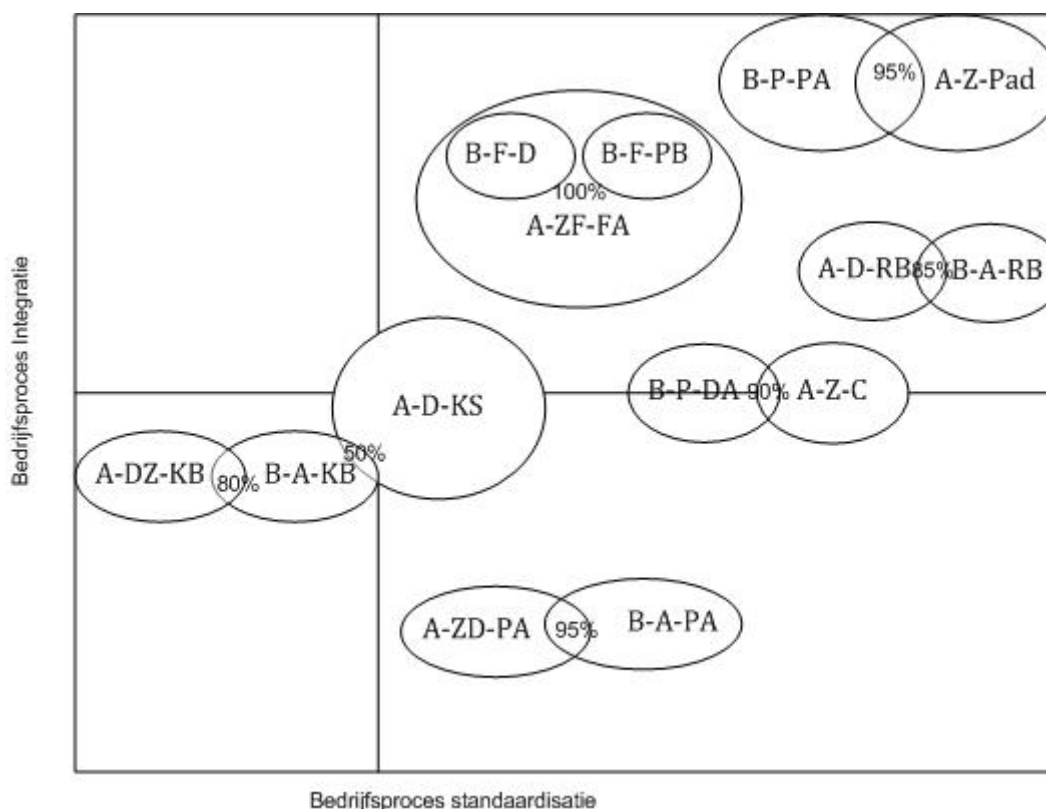 B-P-PA
95%
A-Z-Pad
B-F-D
B-F-PB
100%
A-ZF-FA
A-D-RB
85%
B-A-RB
Bedrijfsproces Integratie
A-D-KS
B-P-DA
90%
A-Z-C
50%
A-DZ-KB
80%
B-A-KB
A-ZD-PA
95%
B-A-PA
Bedrijfsproces standaardisatie